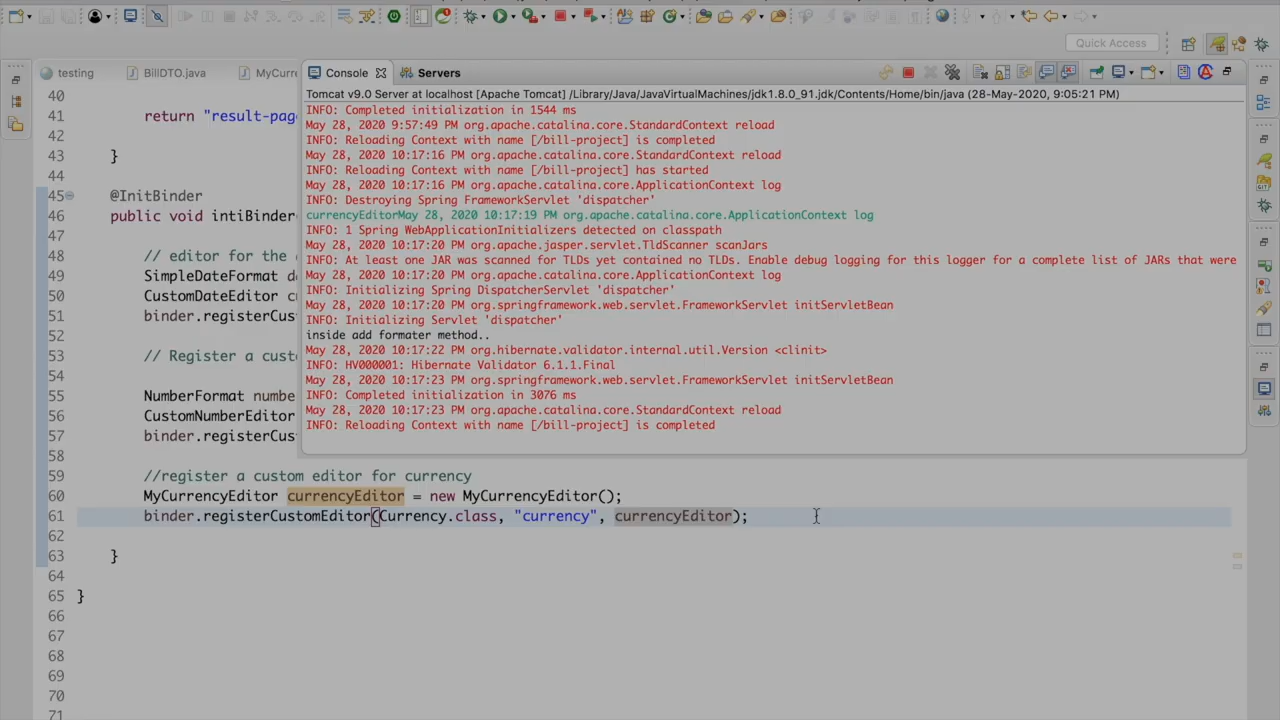 Quick Access
testing
BillDTO.java
MyCurre
Console
Servers
Tomcat v9.0 Server at localhost [Apache Tomcat] /Library/Java/JavaVirtualMachines/jdk1.8.0_91.jdk/Contents/Home/bin/java (28-May-2020, 9:05:21 PM)
INFO: Completed initialization in 1544 ms
May 28, 2020 9:57:49 PM org.apache.catalina.core.StandardContext reload
INFO: Reloading Context with name [/bill-project] is completed
May 28, 2020 10:17:16 PM org.apache.catalina.core.StandardContext reload
INFO: Reloading Context with name [/bill-project] has started
May 28, 2020 10:17:16 PM org.apache.catalina.core.ApplicationContext log
INFO: Destroying Spring FrameworkServlet 'dispatcher'
currencyEditorMay 28, 2020 10:17:19 PM org.apache.catalina.core.ApplicationContext log
INFO: 1 Spring WebApplicationInitializers detected on classpath
May 28, 2020 10:17:20 PM org.apache.jasper.servlet.TldScanner scanJars
INFO: At least one JAR was scanned for TLDs yet contained no TLDs. Enable debug logging for this logger for a complete list of JARs that were
May 28, 2020 10:17:20 PM org.apache.catalina.core.ApplicationContext log
INFO: Initializing Spring DispatcherServlet 'dispatcher'
May 28, 2020 10:17:20 PM org.springframework.web.servlet.FrameworkServlet initServletBean
INFO: Initializing Servlet 'dispatcher'
inside add formater method..
May 28, 2020 10:17:22 PM org.hibernate.validator.internal.util.Version <clinit>
INFO: HV000001: Hibernate Validator 6.1.1.Final
May 28, 2020 10:17:23 PM org.springframework.web.servlet.FrameworkServlet initServletBean
INFO: Completed initialization in 3076 ms
May 28, 2020 10:17:23 PM org.apache.catalina.core.StandardContext reload
INFO: Reloading Context with name [/bill-project] is completed
40
41 return "result-pag
42
43 }
44
45 @InitBinder
46 public void intiBinder
47
48 // editor for the
49 SimpleDateFormat d
50 CustomDateEditor c
51 binder.registerCus
52
53 // Register a custo
54
55 NumberFormat numbe
56 CustomNumberEditor
57 binder.registerCus
58
59 //register a custom editor for currency
60 MyCurrencyEditor currencyEditor = new MyCurrencyEditor();
61 binder.registerCustomEditor(Currency.class, "currency", currencyEditor);
62
63 }
64
65 }
66
67
68
69
70
71